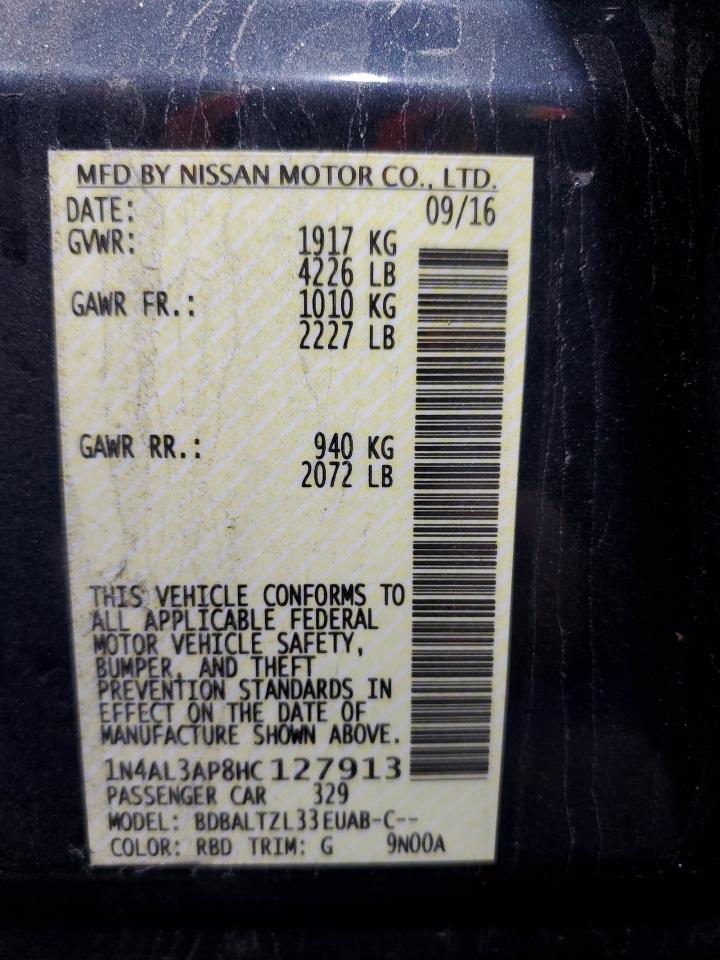 MFD BY NISSAN MOTOR CO., LTD.
DATE: 09/16
GVWR: 1917 KG
4226 LB
GAWR FR.: 1010 KG
2227 LB
GAWR RR.: 940 KG
2072 LB
THIS VEHICLE CONFORMS TO
ALL APPLICABLE FEDERAL
MOTOR VEHICLE SAFETY,
BUMPER, AND THEFT
PREVENTION STANDARDS IN
EFFECT ON THE DATE OF
MANUFACTURE SHOWN ABOVE.
1N4AL3AP8HC127913
PASSENGER CAR 329
MODEL: BDBALTZL33EUAB-C--
COLOR: RBD TRIM: G 9N00A